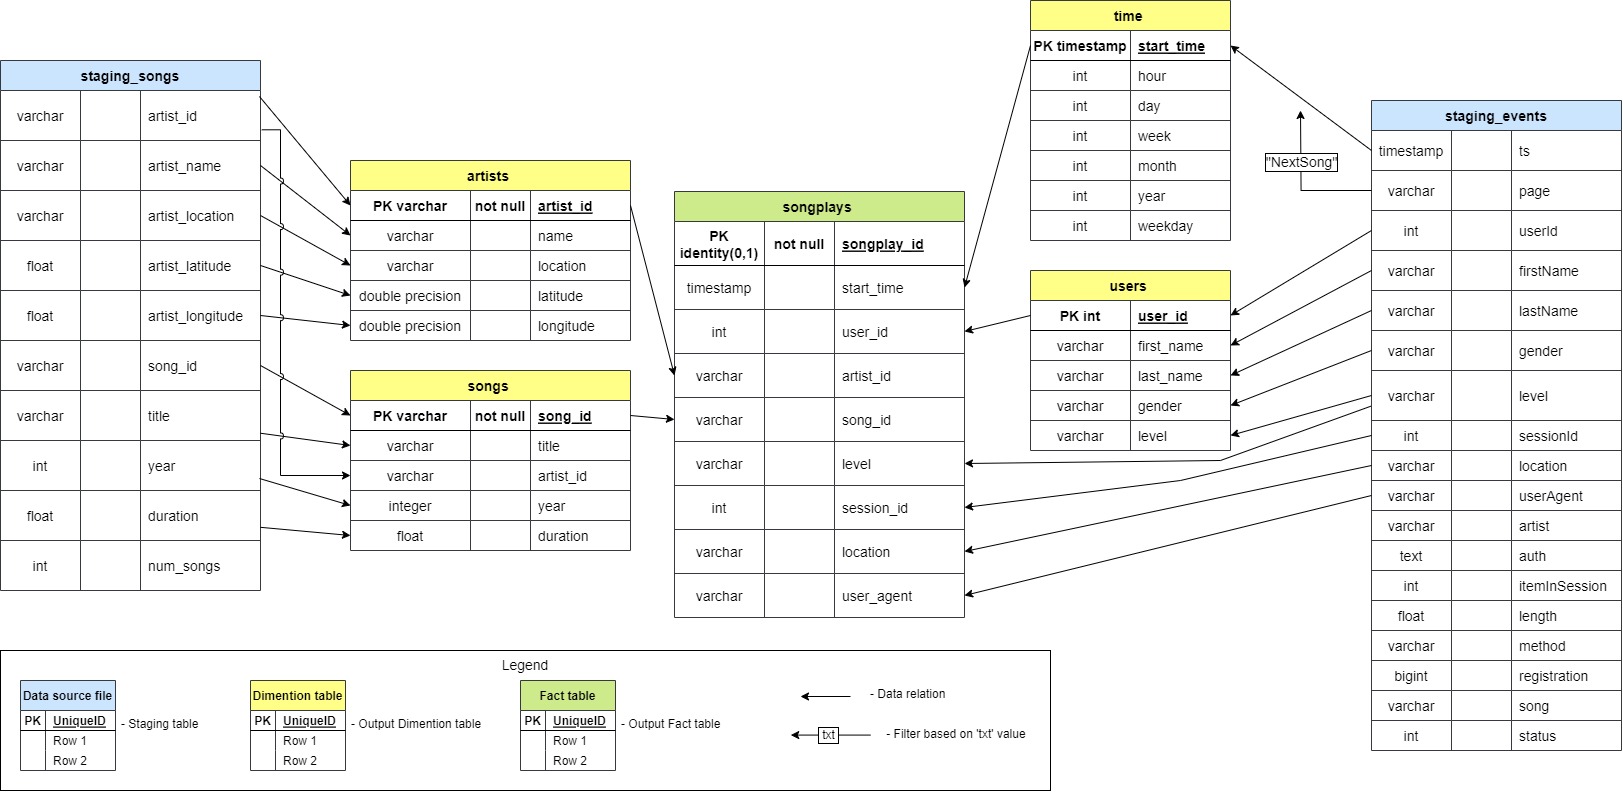 staging_songs
varchar artist_id
varchar artist_name
varchar artist_location
float artist_latitude
float artist_longitude
varchar song_id
varchar title
int year
float duration
int num_songs
artists
PK varchar not null artist_id
varchar name
varchar location
double precision latitude
double precision longitude
songs
PK varchar not null song_id
varchar title
varchar artist_id
integer year
float duration
songplays
PK
identity(0,1) not null songplay_id
timestamp start_time
int user_id
varchar artist_id
varchar song_id
varchar level
int session_id
varchar location
varchar user_agent
time
PK timestamp start_time
int hour
int day
int week
int month
int year
int weekday
users
PK int user_id
varchar first_name
varchar last_name
varchar gender
varchar level
"NextSong"
staging_events
timestamp ts
varchar page
int userId
varchar firstName
varchar lastName
varchar gender
varchar level
int sessionId
varchar location
varchar userAgent
varchar artist
text auth
int itemInSession
float length
varchar method
bigint registration
varchar song
int status
Legend
Data source file
PK UniqueID
Row 1
Row 2
- Staging table
Dimention table
PK UniqueID
Row 1
Row 2
- Output Dimention table
Fact table
PK UniqueID
Row 1
Row 2
- Output Fact table
- Data relation
txt - Filter based on 'txt' value